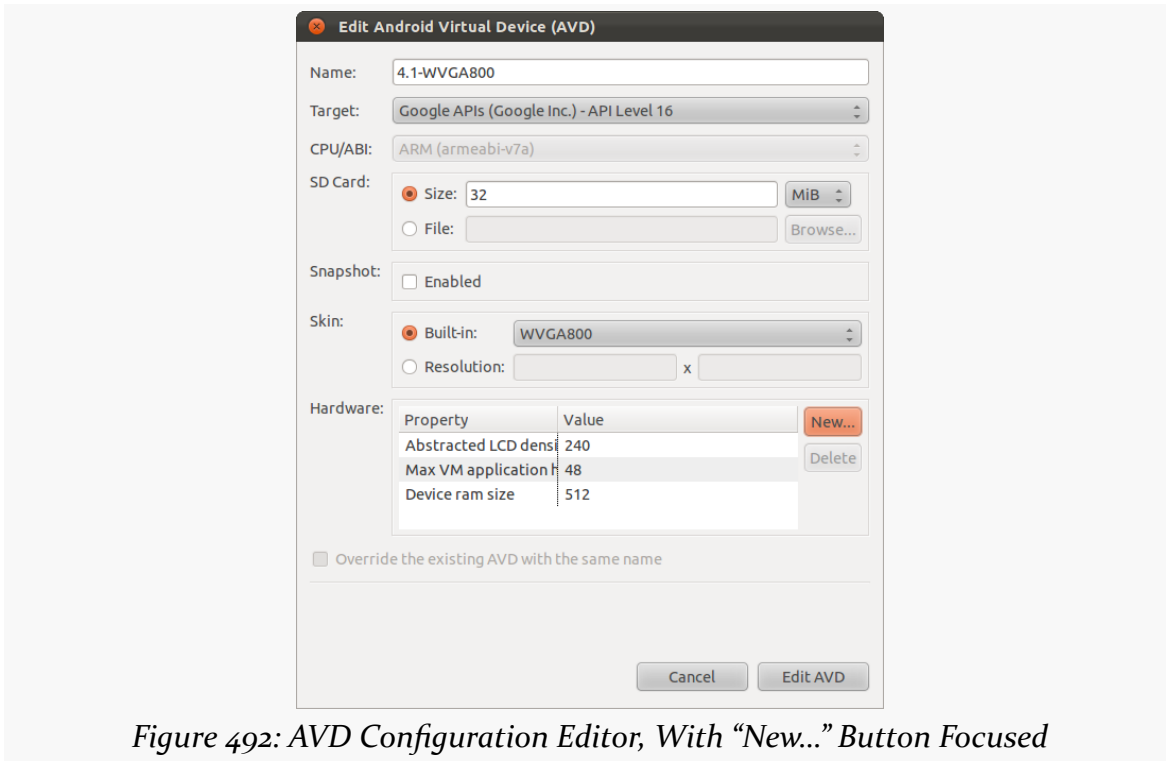 Edit Android Virtual Device (AVD)
Name: 4.1-WVGA800
Target: Google APIs (Google Inc.) - API Level 16
CPU/ABI: ARM (armeabi-v7a)
SD Card:
Size: 32 MiB
File: Browse...
Snapshot:
Enabled
Skin:
Built-in: WVGA800
Resolution: x
Hardware:
Property Value New...
Abstracted LCD densi 240
Delete
Max VM application h 48
Device ram size 512
Override the existing AVD with the same name
Cancel Edit AVD
Figure 492: AVD Configuration Editor, With “New...” Button Focused